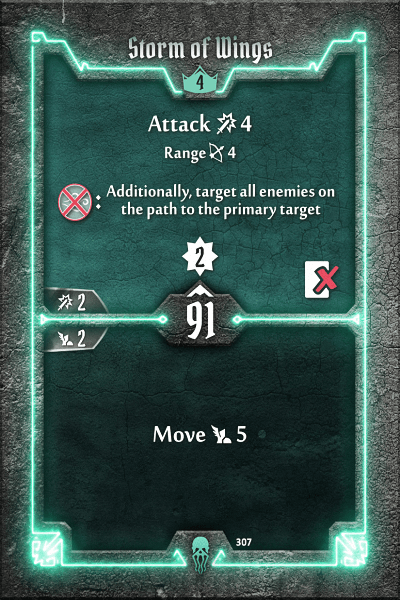 Storm of Wings
4
Attack 4
Range 4
: Additionally, target all enemies on
the path to the primary target
2
2
91
2
Move 5
307